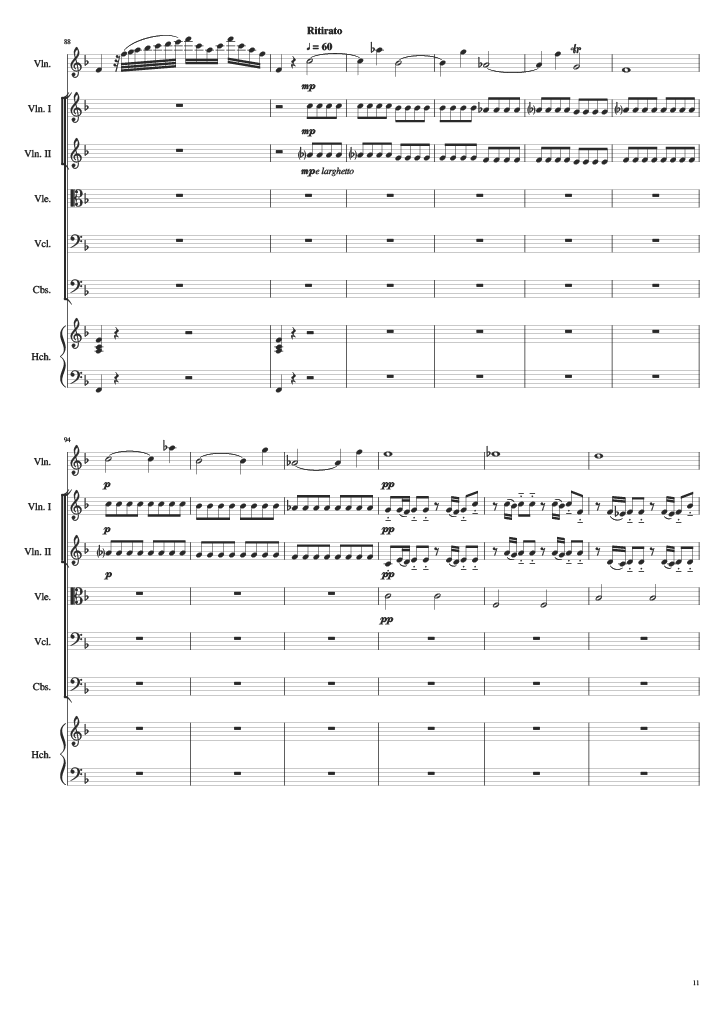 Ritirato
88
♩ = 60
Vln.
mp
Vln. I
mp
Vln. II
mp e larghetto
Vle.
Vcl.
Cbs.
Hch.
94
Vln.
p
pp
Vln. I
p
pp
Vln. II
p
pp
Vle.
pp
Vcl.
Cbs.
Hch.
11